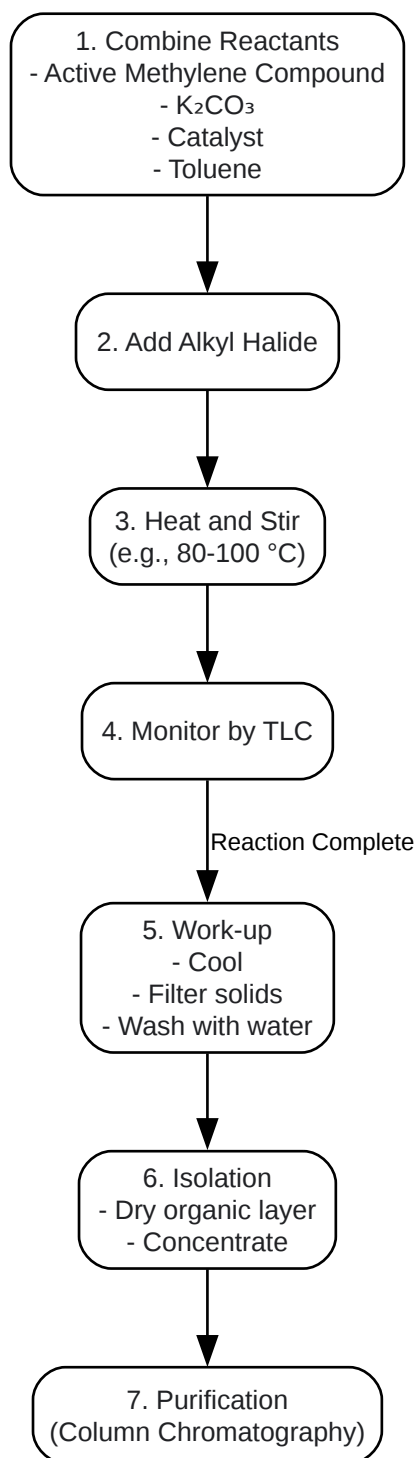 1. Combine Reactants
- Active Methylene Compound
- K₂CO₃
- Catalyst
- Toluene
2. Add Alkyl Halide
3. Heat and Stir
(e.g., 80-100 °C)
4. Monitor by TLC
Reaction Complete
5. Work-up
- Cool
- Filter solids
- Wash with water
6. Isolation
- Dry organic layer
- Concentrate
7. Purification
(Column Chromatography)